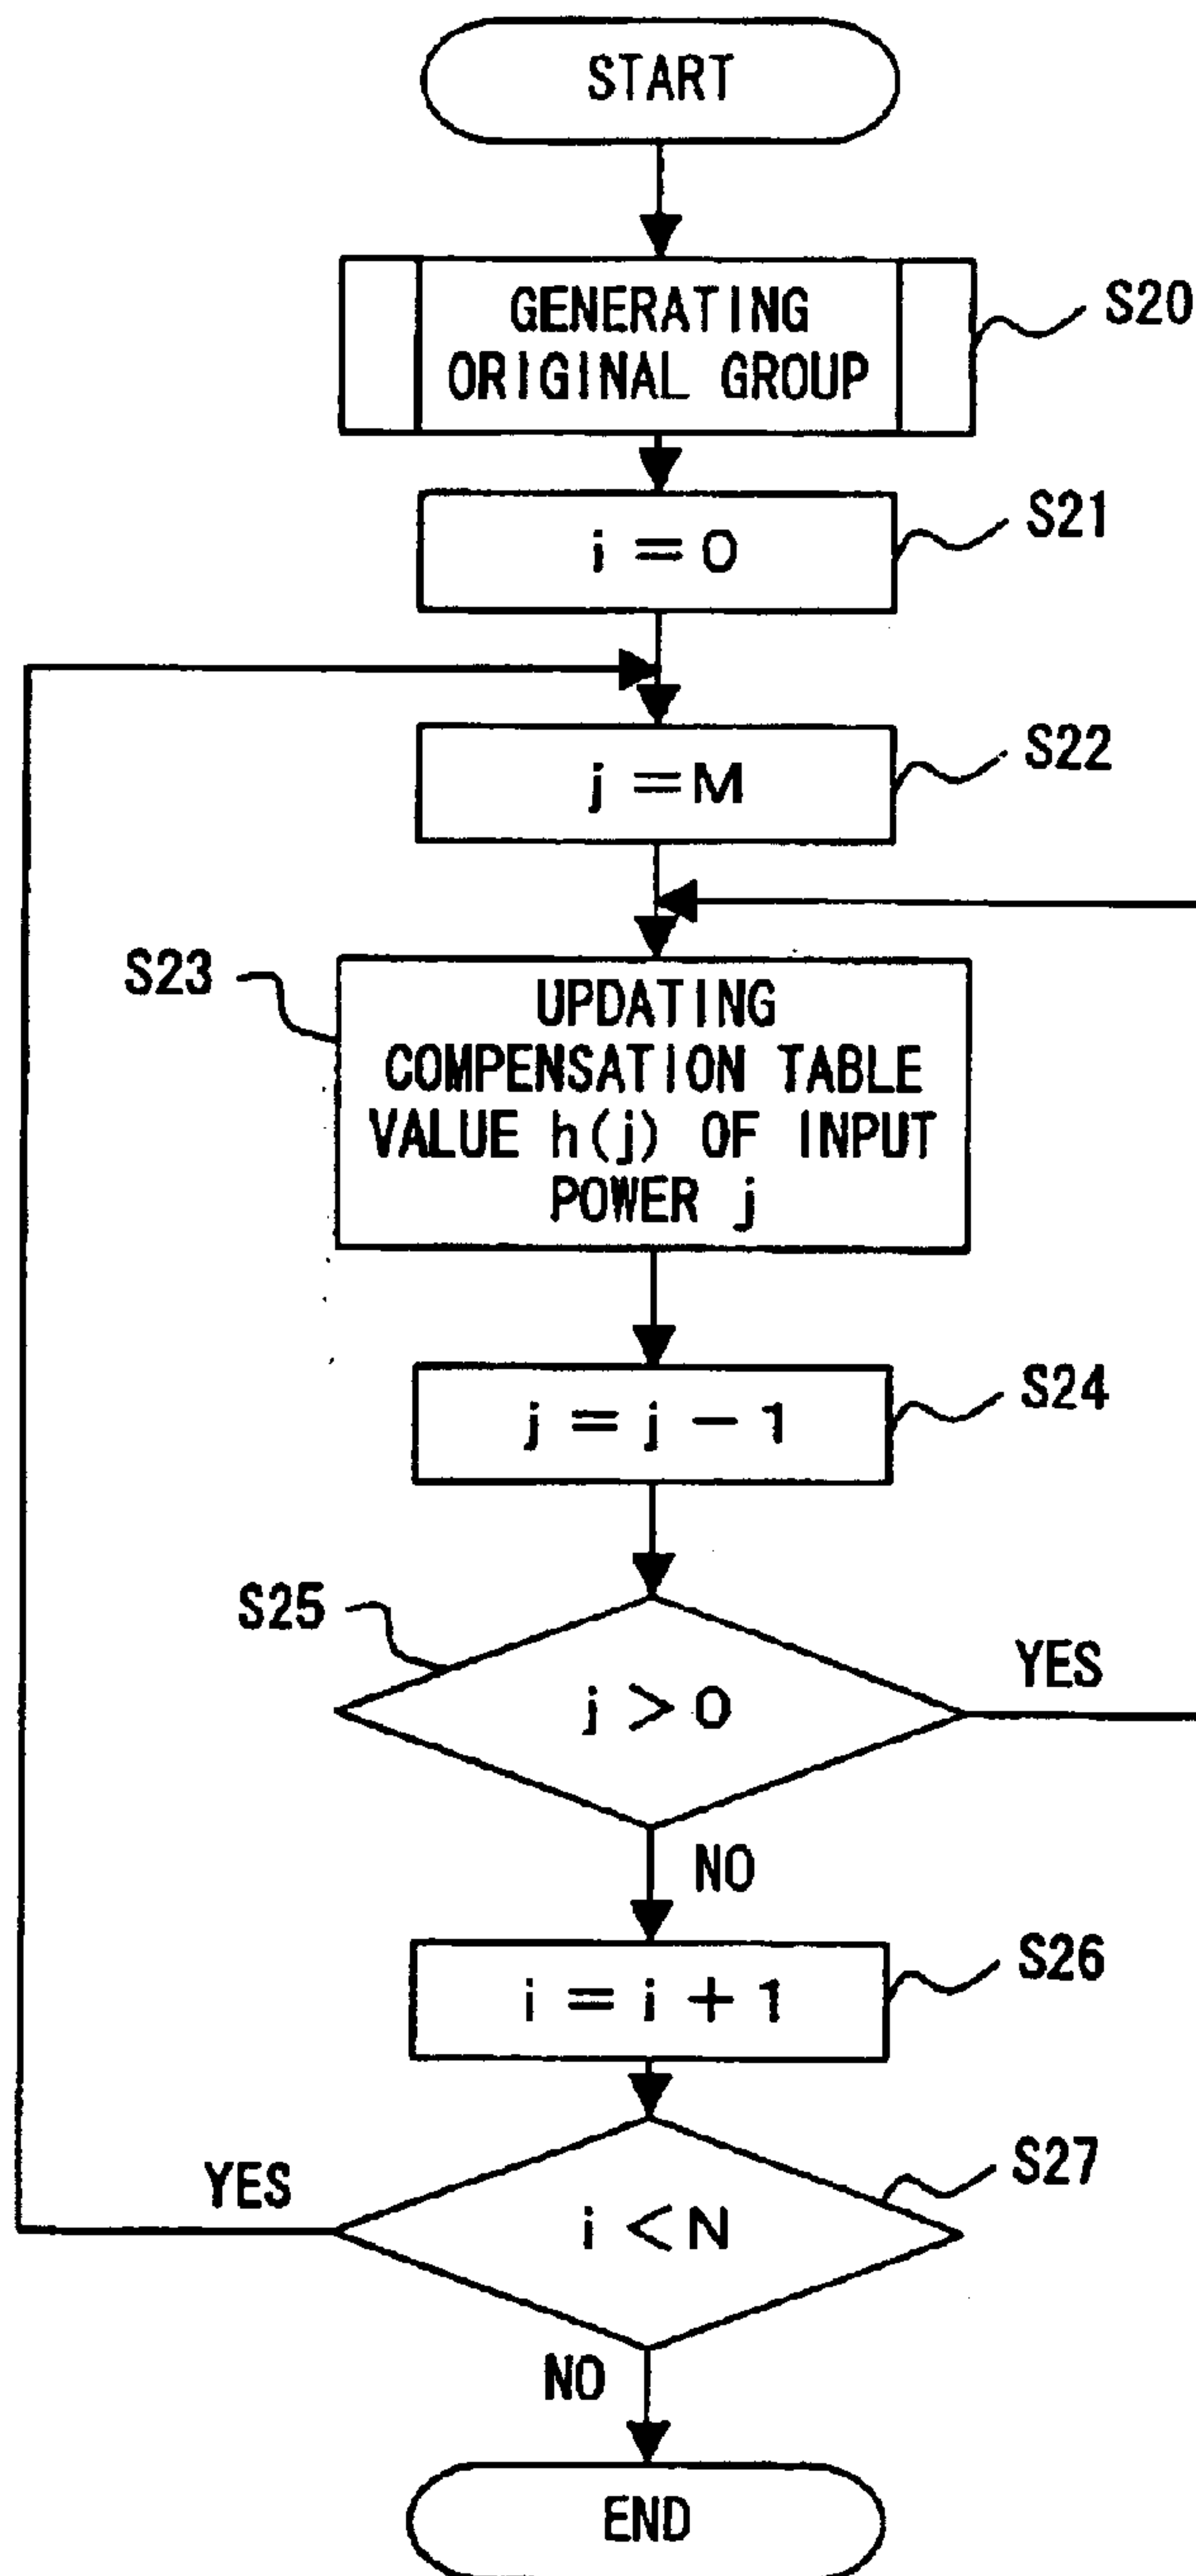 START
GENERATING
ORIGINAL GROUP
S20
i = 0
S21
j = M
S22
S23
UPDATING
COMPENSATION TABLE
VALUE h(j) OF INPUT
POWER j
j = j - 1
S24
S25
j > 0
YES
NO
i = i + 1
S26
YES
i < N
S27
NO
END